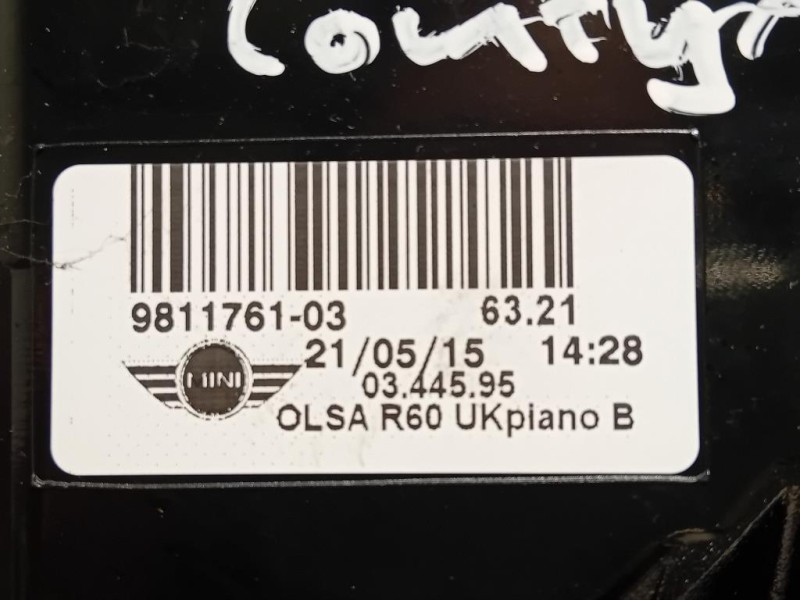 9811761-03 63.21
21/05/15 14:28
MINI
03.445.95
OLSA R60 UKpiano B